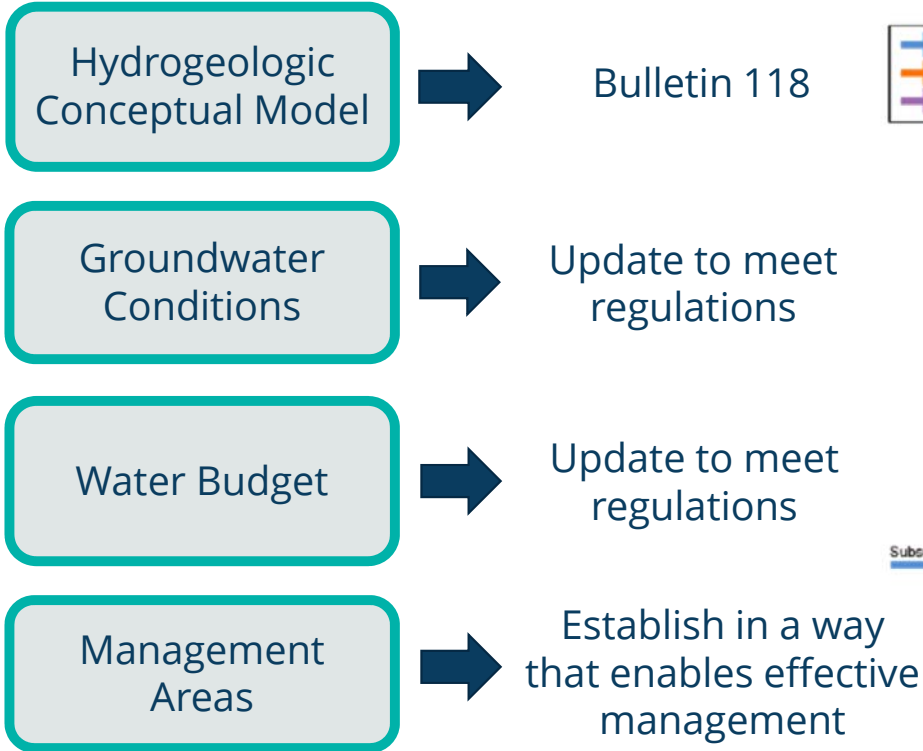 Hydrogeologic
Conceptual Model
Bulletin 118
Groundwater
Conditions
Update to meet
regulations
Water Budget
Update to meet
regulations
Management
Areas
Establish in a way
that enables effective
management